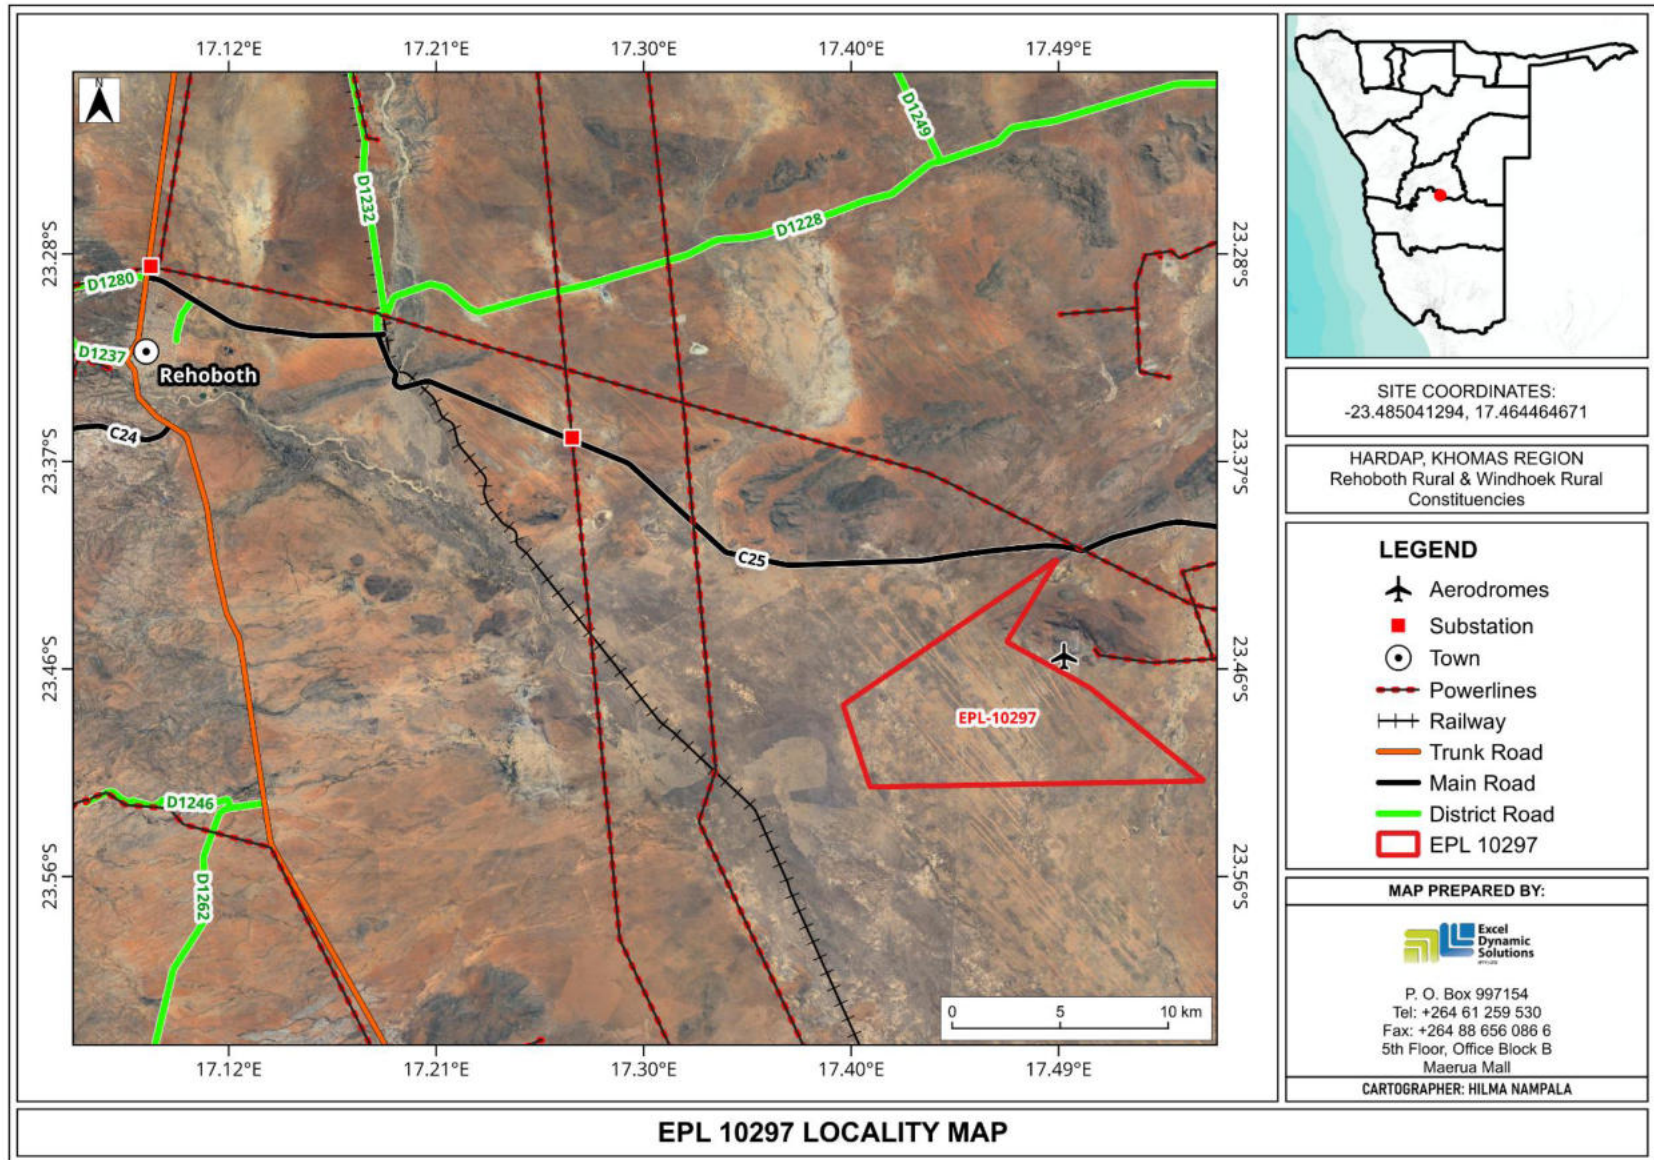 17.12°E 17.21°E 17.30°E 17.40°E 17.49°E
N
D1249
D1232
D1228
23.28°S
23.28°S
D1280
D1237
Rehoboth
C24
23.37°S
23.37°S
C25
23.46°S
23.46°S
EPL-10297
D1246
D1262
23.56°S
23.56°S
0 5 10 km
17.12°E 17.21°E 17.30°E 17.40°E 17.49°E
EPL 10297 LOCALITY MAP
SITE COORDINATES:
-23.485041294, 17.464464671
HARDAP, KHOMAS REGION
Rehoboth Rural & Windhoek Rural
Constituencies
LEGEND
Aerodromes
Substation
Town
Powerlines
Railway
Trunk Road
Main Road
District Road
EPL 10297
MAP PREPARED BY:
Excel
Dynamic
Solutions
P. O. Box 997154
Tel: +264 61 259 530
Fax: +264 88 656 086 6
5th Floor, Office Block B
Maerua Mall
CARTOGRAPHER: HILMA NAMPALA